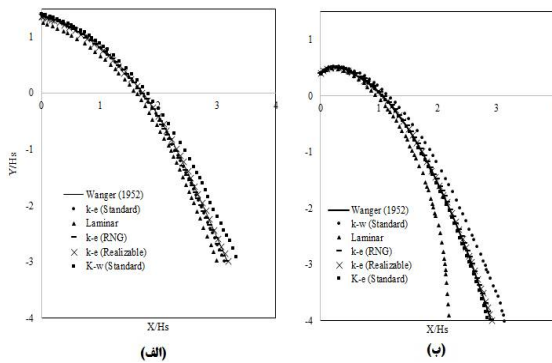 1
0
-1
-2
-3
-4
0
1
2
3
4
Y/Hs
X/Hs
Wanger (1952)
k-e (Standard)
Laminar
k-e (RNG)
k-e (Realizable)
K-w (Standard)
(الف)
1
0
-1
-2
-3
-4
0
1
2
3
X/Hs
Wanger (1952)
k-w (Standard)
Laminar
k-e (RNG)
k-e (Realizable)
K-e (Standard)
(ب)